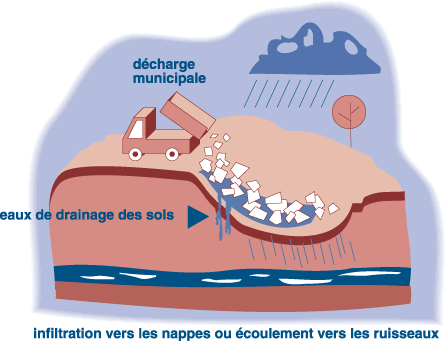 décharge
municipale
eaux de drainage des sols
infiltration vers les nappes ou écoulement vers les ruisseaux